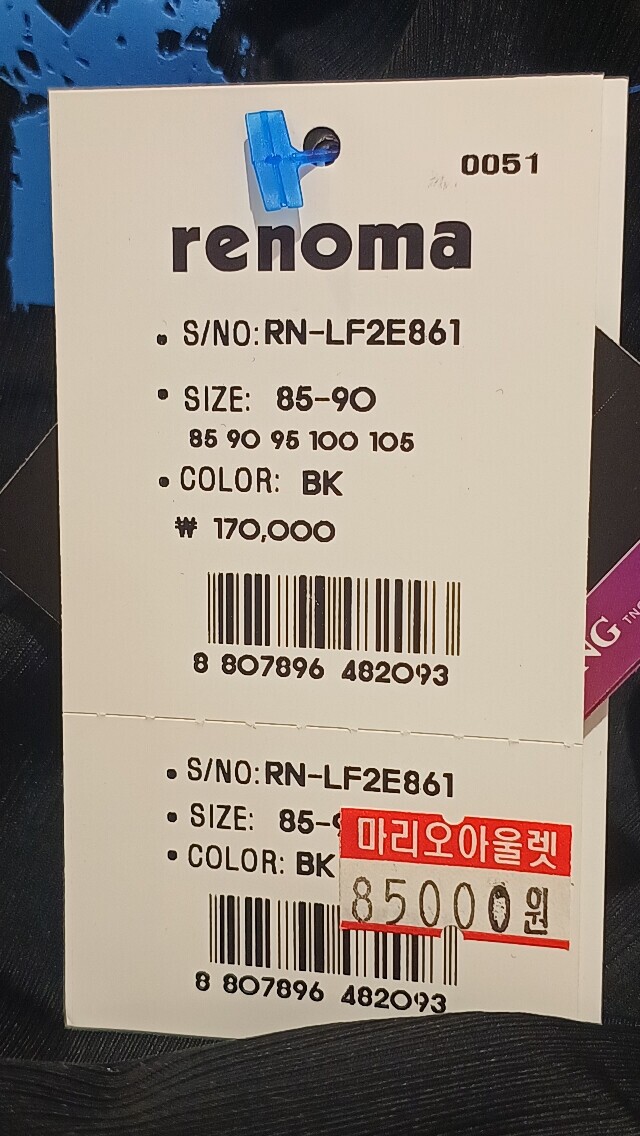 0051
renoma
• S/NO: RN-LF2E861
• SIZE: 85-90
85 90 95 100 105
• COLOR: BK
₩ 170,000
8 807896 482093
NG
• S/NO: RN-LF2E861
• SIZE: 85-9
• COLOR: BK
마리오아울렛
85000원
8 807896 482093